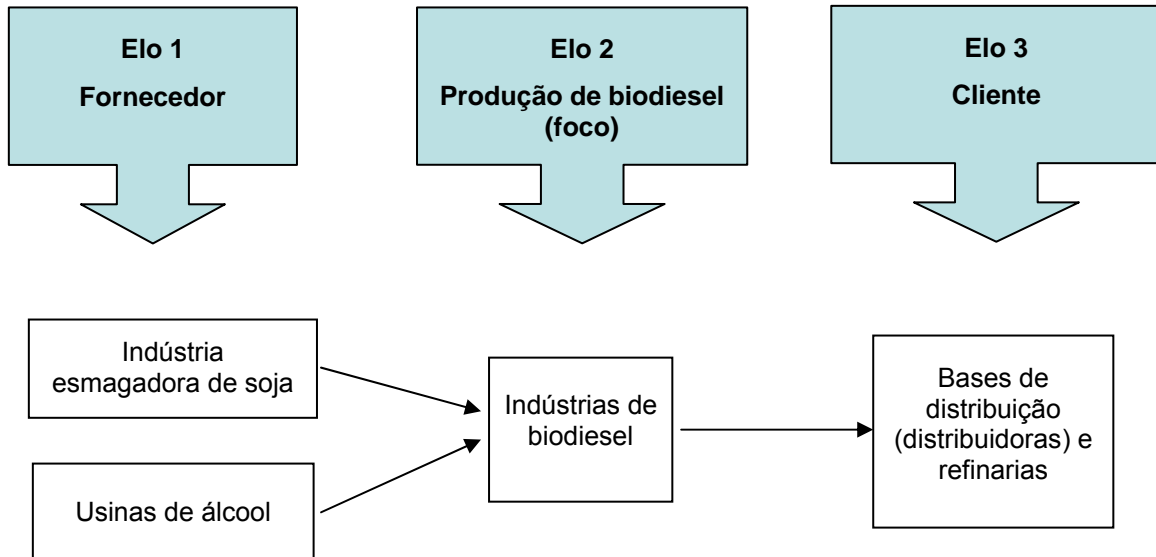 Elo 1
Fornecedor
Elo 2
Produção de biodiesel
(foco)
Elo 3
Cliente
Indústria
esmagadora de soja
Usinas de álcool
Indústrias de
biodiesel
Bases de
distribuição
(distribuidoras) e
refinarias